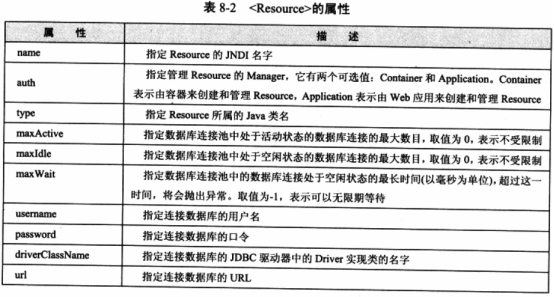 表 8-2 <Resource>的属性
属 性 描 述
name 指定 Resource 的 JNDI 名字
auth 指定管理 Resource 的 Manager，它有两个可选值：Container 和 Application。Container
表示由容器来创建和管理 Resource，Application 表示由 Web 应用来创建和管理 Resource
type 指定 Resource 所属的 Java 类名
maxActive 指定数据库连接池中处于活动状态的数据库连接的最大数目，取值为 0，表示不受限制
maxIdle 指定数据库连接池中处于空闲状态的数据库连接的最大数目，取值为 0，表示不受限制
maxWait 指定数据库连接池中的数据库连接处于空闲状态的最长时间(以毫秒为单位)，超过这一
时间，将会抛出异常。取值为-1，表示可以无限期等待
username 指定连接数据库的用户名
password 指定连接数据库的口令
driverClassName 指定连接数据库的 JDBC 驱动器中的 Driver 实现类的名字
url 指定连接数据库的 URL